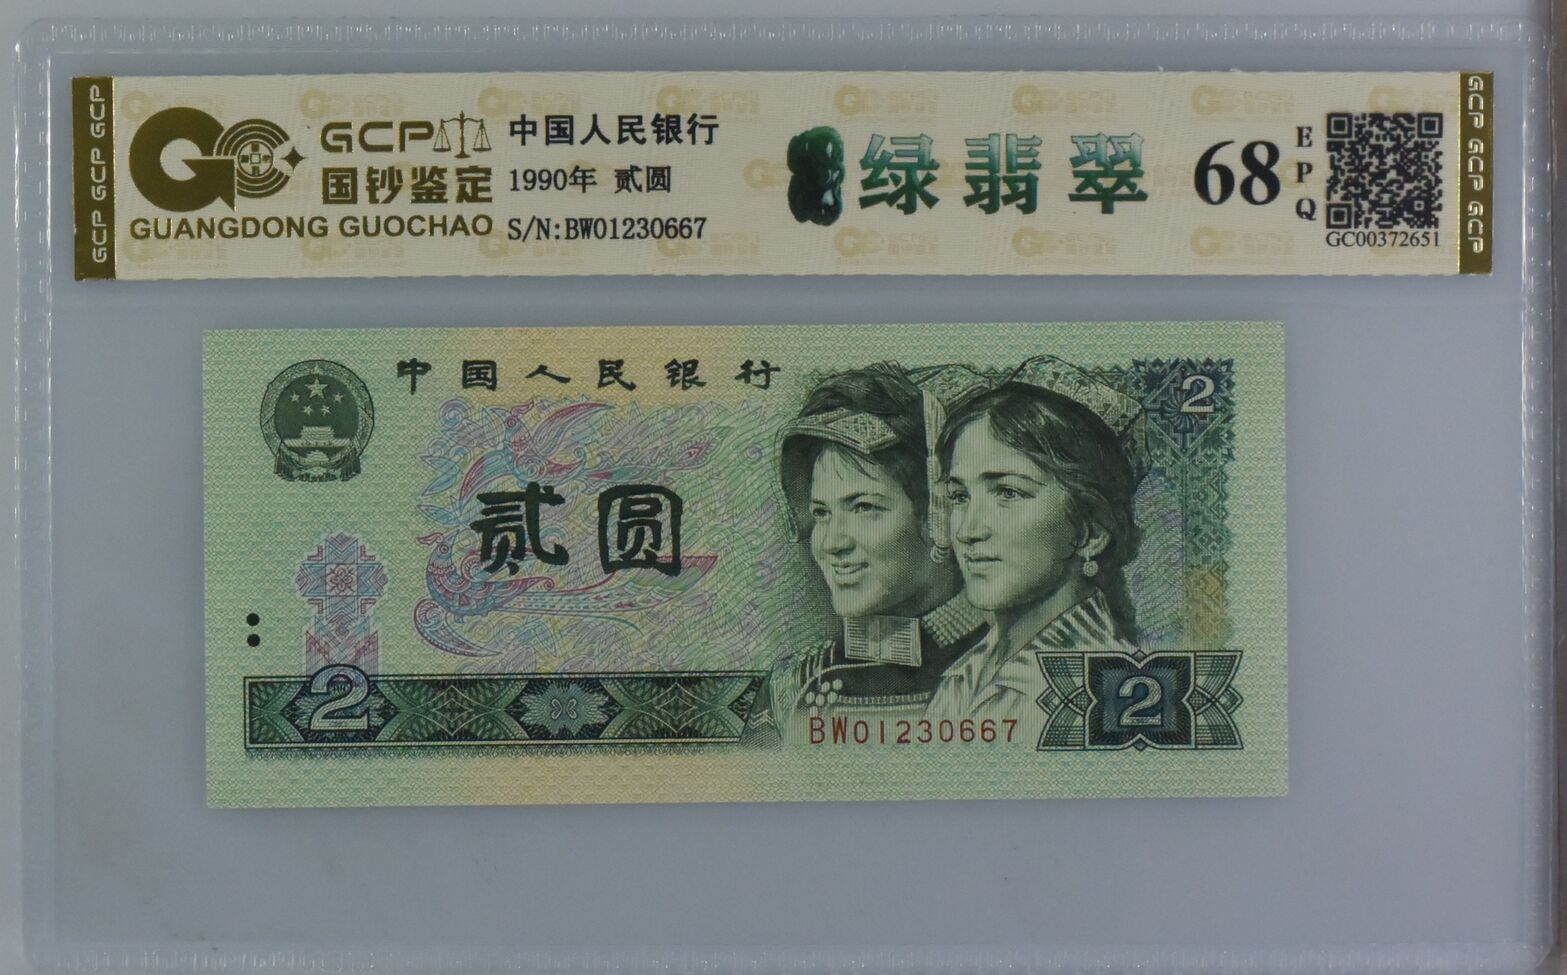 GCP GCP GCP
GCP
国钞鉴定
GUANGDONG GUOCHAO
中国人民银行
1990年 贰圆
S/N:BW01230667
绿翡翠
68
EPQ
GC00372651
GCP GCP GCP
中国人民银行
2
贰圆
2
BW01230667
2